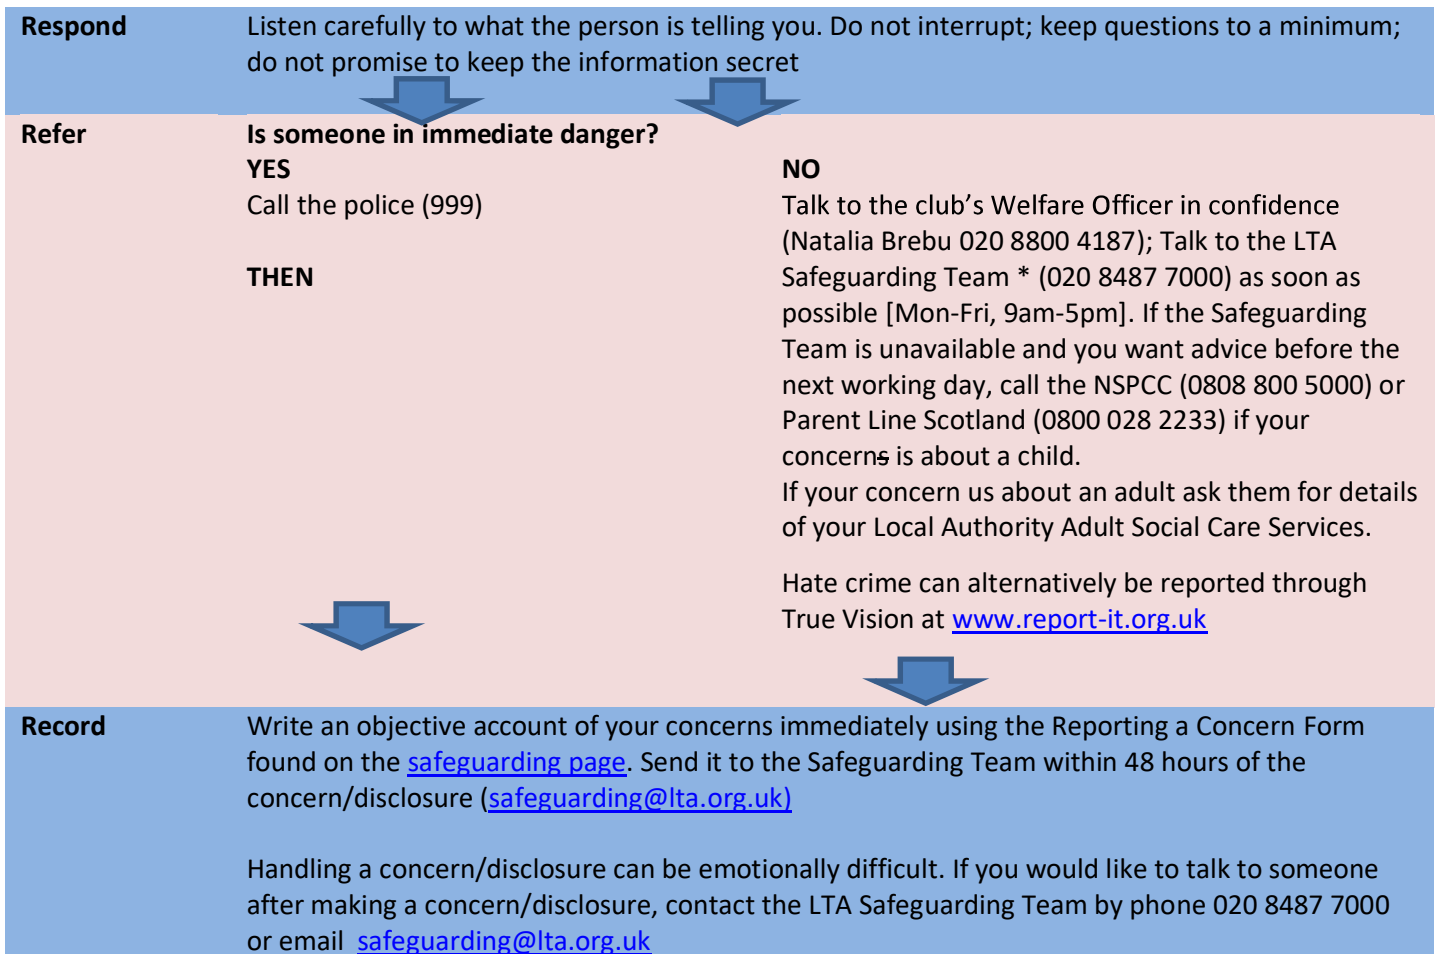 Respond
Listen carefully to what the person is telling you. Do not interrupt; keep questions to a minimum;
do not promise to keep the information secret
Refer
Is someone in immediate danger?
YES
Call the police (999)
THEN
NO
Talk to the club's Welfare Officer in confidence
(Natalia Brebu 020 8800 4187); Talk to the LTA
Safeguarding Team * (020 8487 7000) as soon as
possible [Mon-Fri, 9am-5pm]. If the Safeguarding
Team is unavailable and you want advice before the
next working day, call the NSPCC (0808 800 5000) or
Parent Line Scotland (0800 028 2233) if your
concerns is about a child.
If your concern us about an adult ask them for details
of your Local Authority Adult Social Care Services.
Hate crime can alternatively be reported through
True Vision at www.report-it.org.uk
Record
Write an objective account of your concerns immediately using the Reporting a Concern Form
found on the safeguarding page. Send it to the Safeguarding Team within 48 hours of the
concern/disclosure (safeguarding@lta.org.uk)
Handling a concern/disclosure can be emotionally difficult. If you would like to talk to someone
after making a concern/disclosure, contact the LTA Safeguarding Team by phone 020 8487 7000
or email safeguarding@lta.org.uk